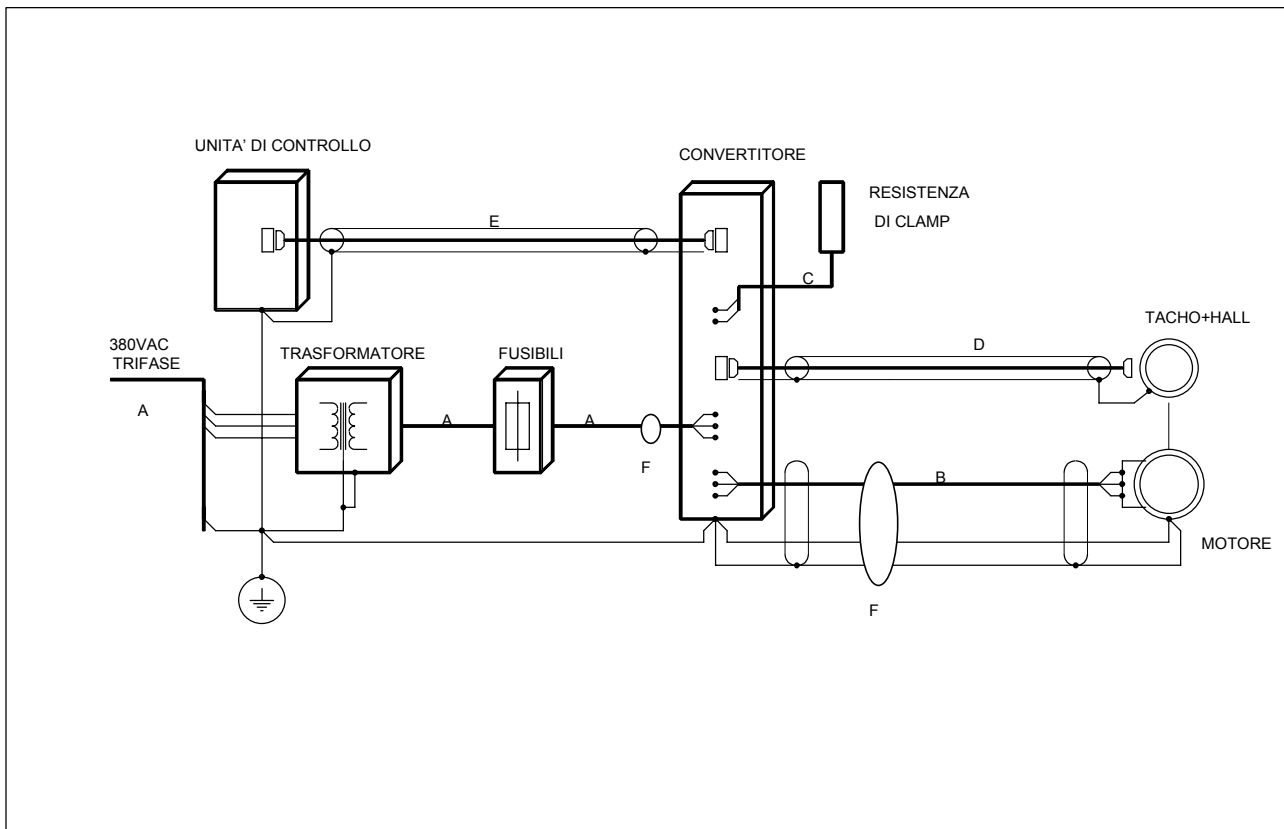 UNITA' DI CONTROLLO
CONVERTITORE
RESISTENZA
DI CLAMP
E
C
380VAC
TRIFASE
TRASFORMATORE
FUSIBILI
D
TACHO+HALL
A
A
A
F
B
MOTORE
F